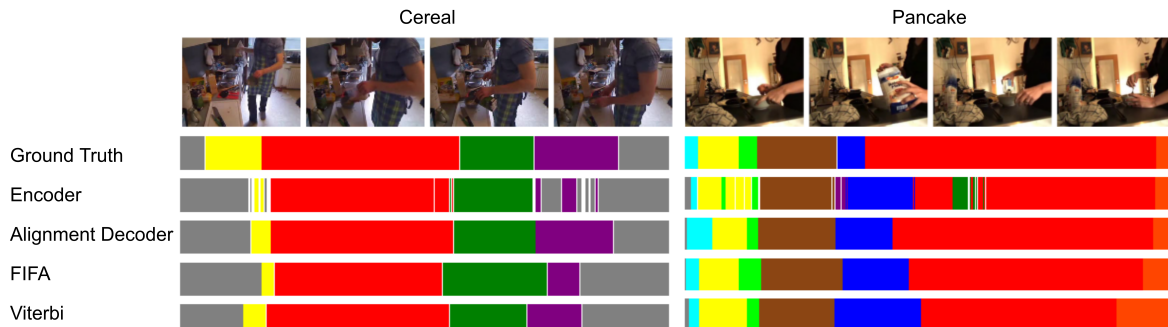 Cereal
Pancake
Ground Truth
Encoder
Alignment Decoder
FIFA
Viterbi